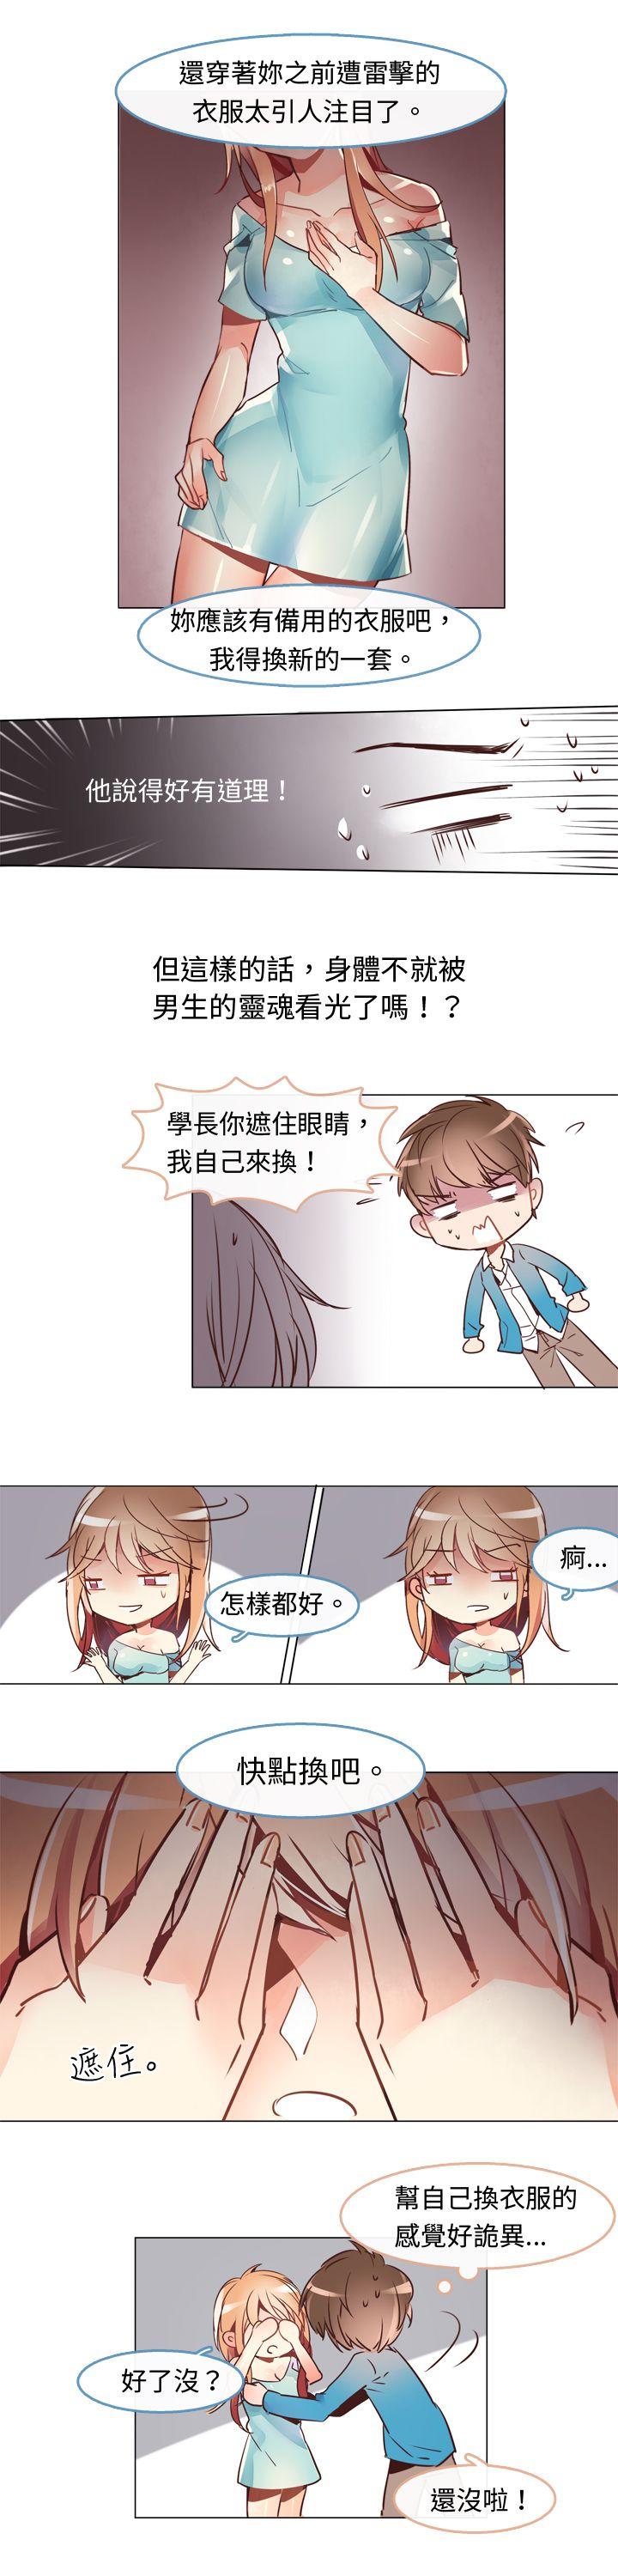 還穿著妳之前遭雷擊的
衣服太引人注目了。
妳應該有備用的衣服吧，
我得換新的一套。
他說得好有道理！
但這樣的話，身體不就被
男生的靈魂看光了嗎！？
學長你遮住眼睛，
我自己來換！
怎樣都好。
痾...
快點換吧。
遮住。
幫自己換衣服的
感覺好詭異...
好了沒？
還沒啦！